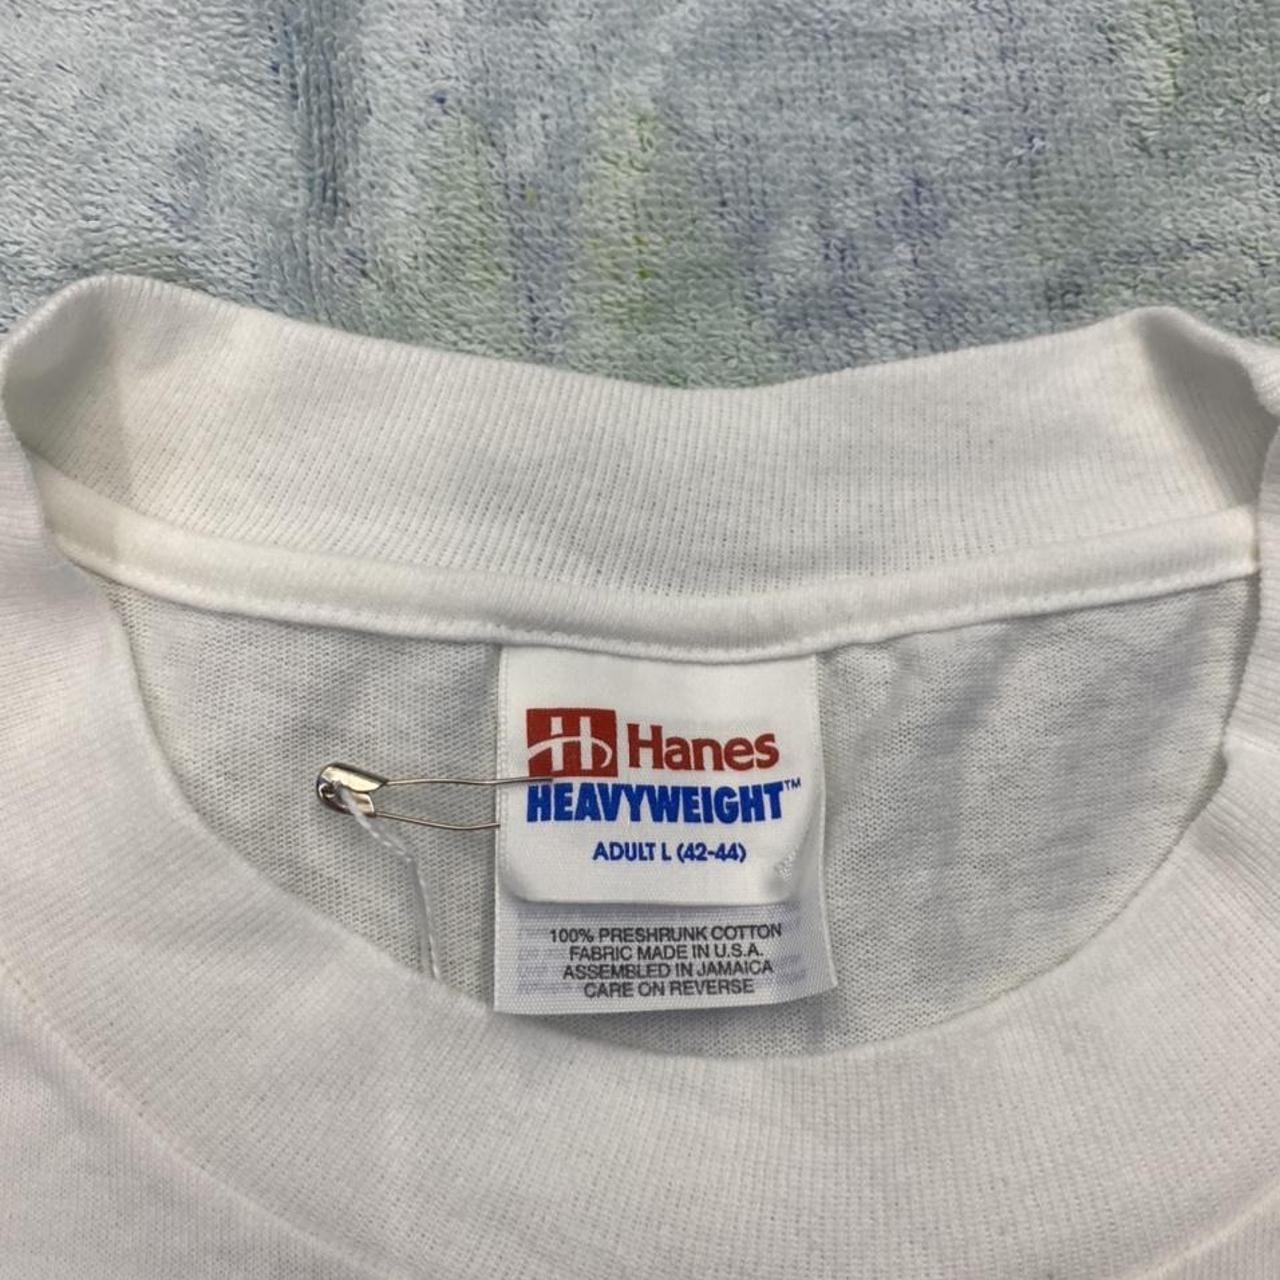 Hanes
HEAVYWEIGHT™
ADULT L (42-44)
100% PRESHRUNK COTTON
FABRIC MADE IN U.S.A.
ASSEMBLED IN JAMAICA
CARE ON REVERSE